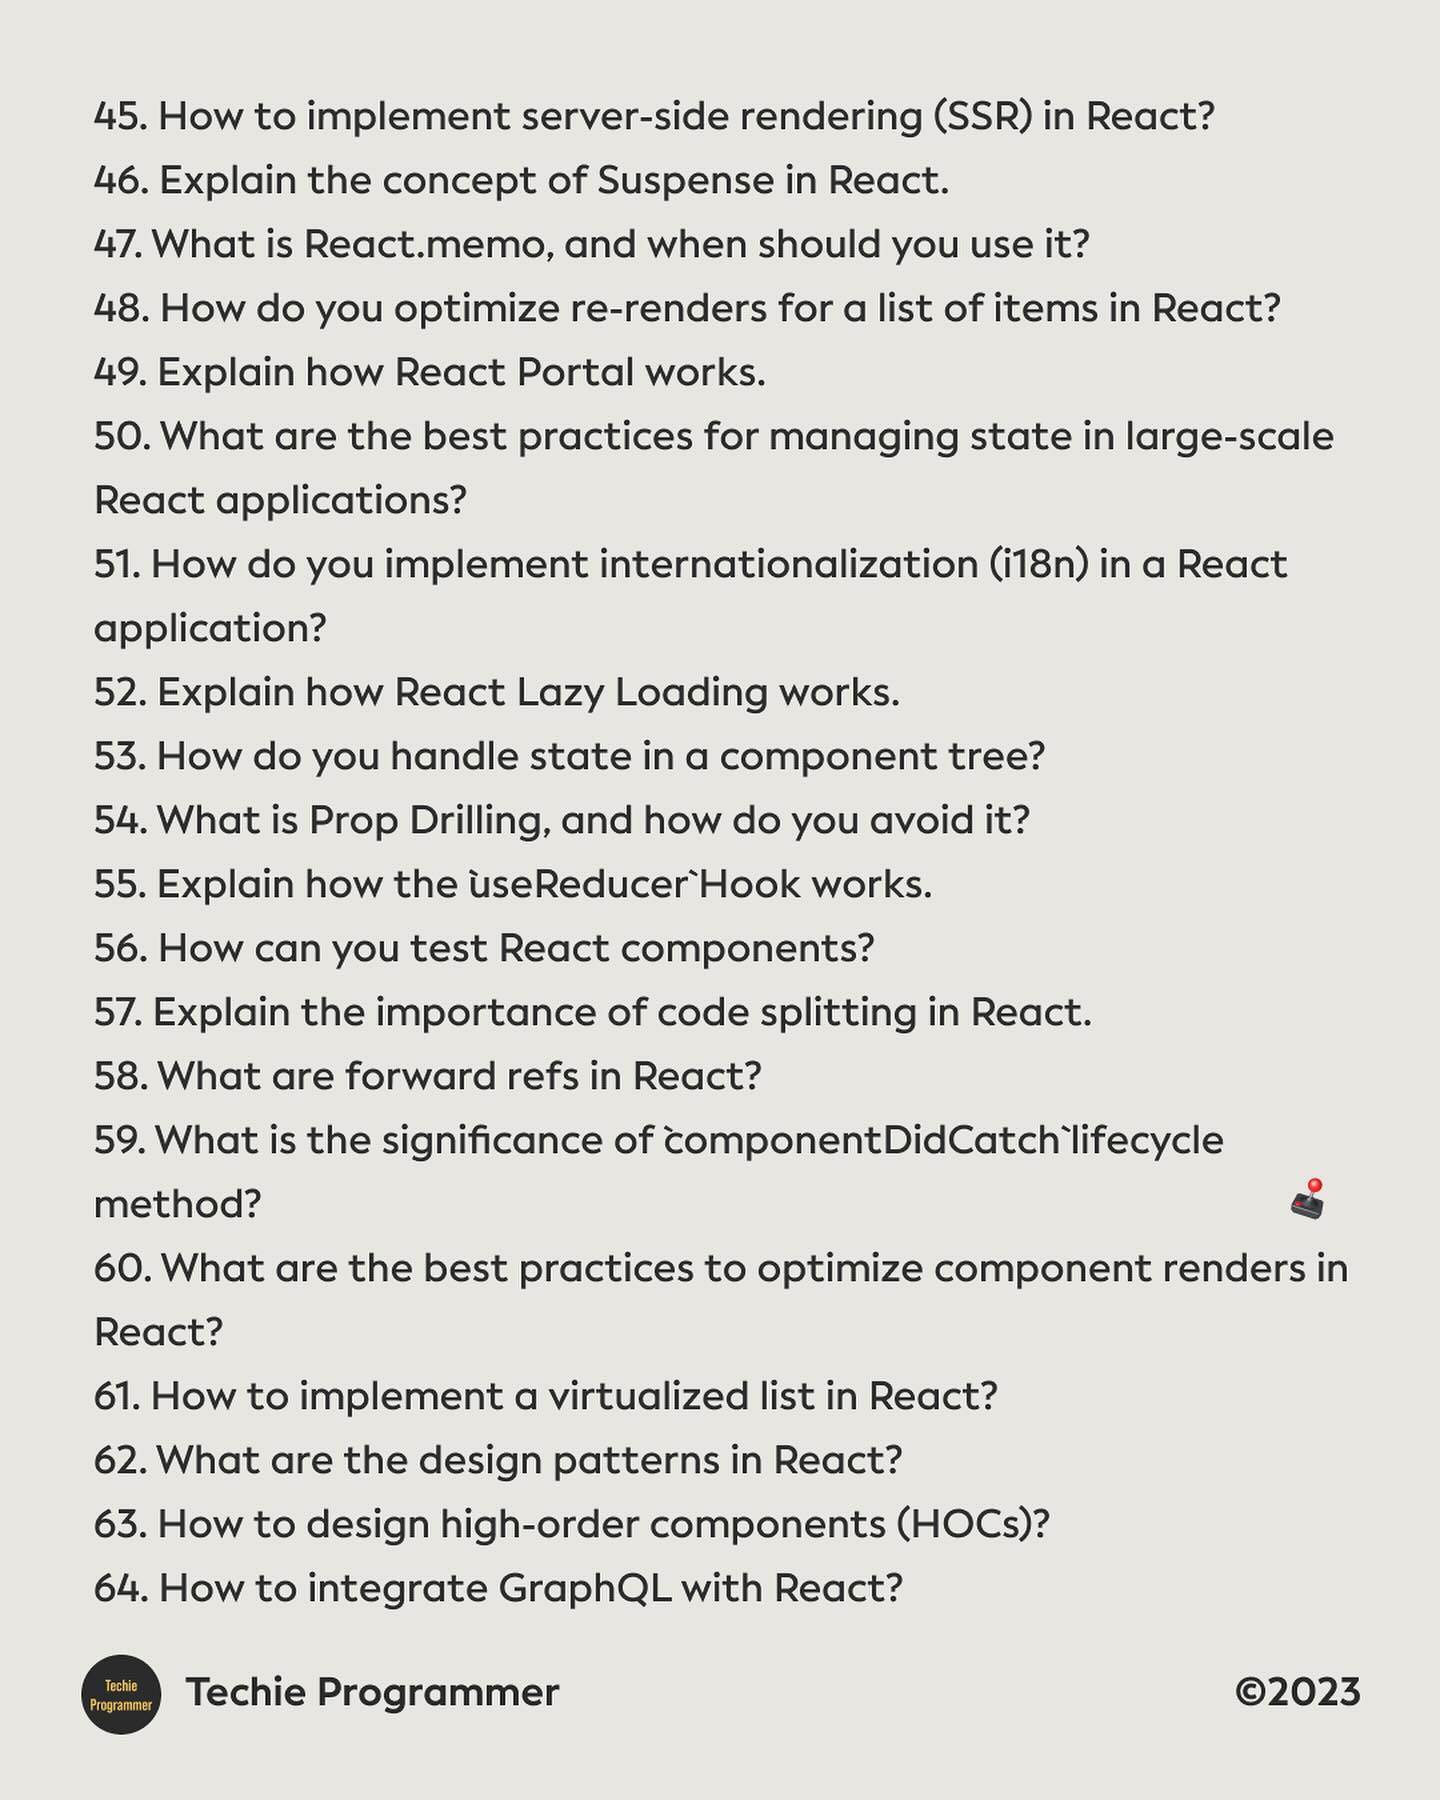 45. How to implement server-side rendering (SSR) in React?
46. Explain the concept of Suspense in React.
47. What is React.memo, and when should you use it?
48. How do you optimize re-renders for a list of items in React?
49. Explain how React Portal works.
50. What are the best practices for managing state in large-scale
React applications?
51. How do you implement internationalization (i18n) in a React
application?
52. Explain how React Lazy Loading works.
53. How do you handle state in a component tree?
54. What is Prop Drilling, and how do you avoid it?
55. Explain how the `useReducer`Hook works.
56. How can you test React components?
57. Explain the importance of code splitting in React.
58. What are forward refs in React?
59. What is the significance of `componentDidCatch`lifecycle
method?
60. What are the best practices to optimize component renders in
React?
61. How to implement a virtualized list in React?
62. What are the design patterns in React?
63. How to design high-order components (HOCs)?
64. How to integrate GraphQL with React?
Techie
Programmer
Techie Programmer
©2023